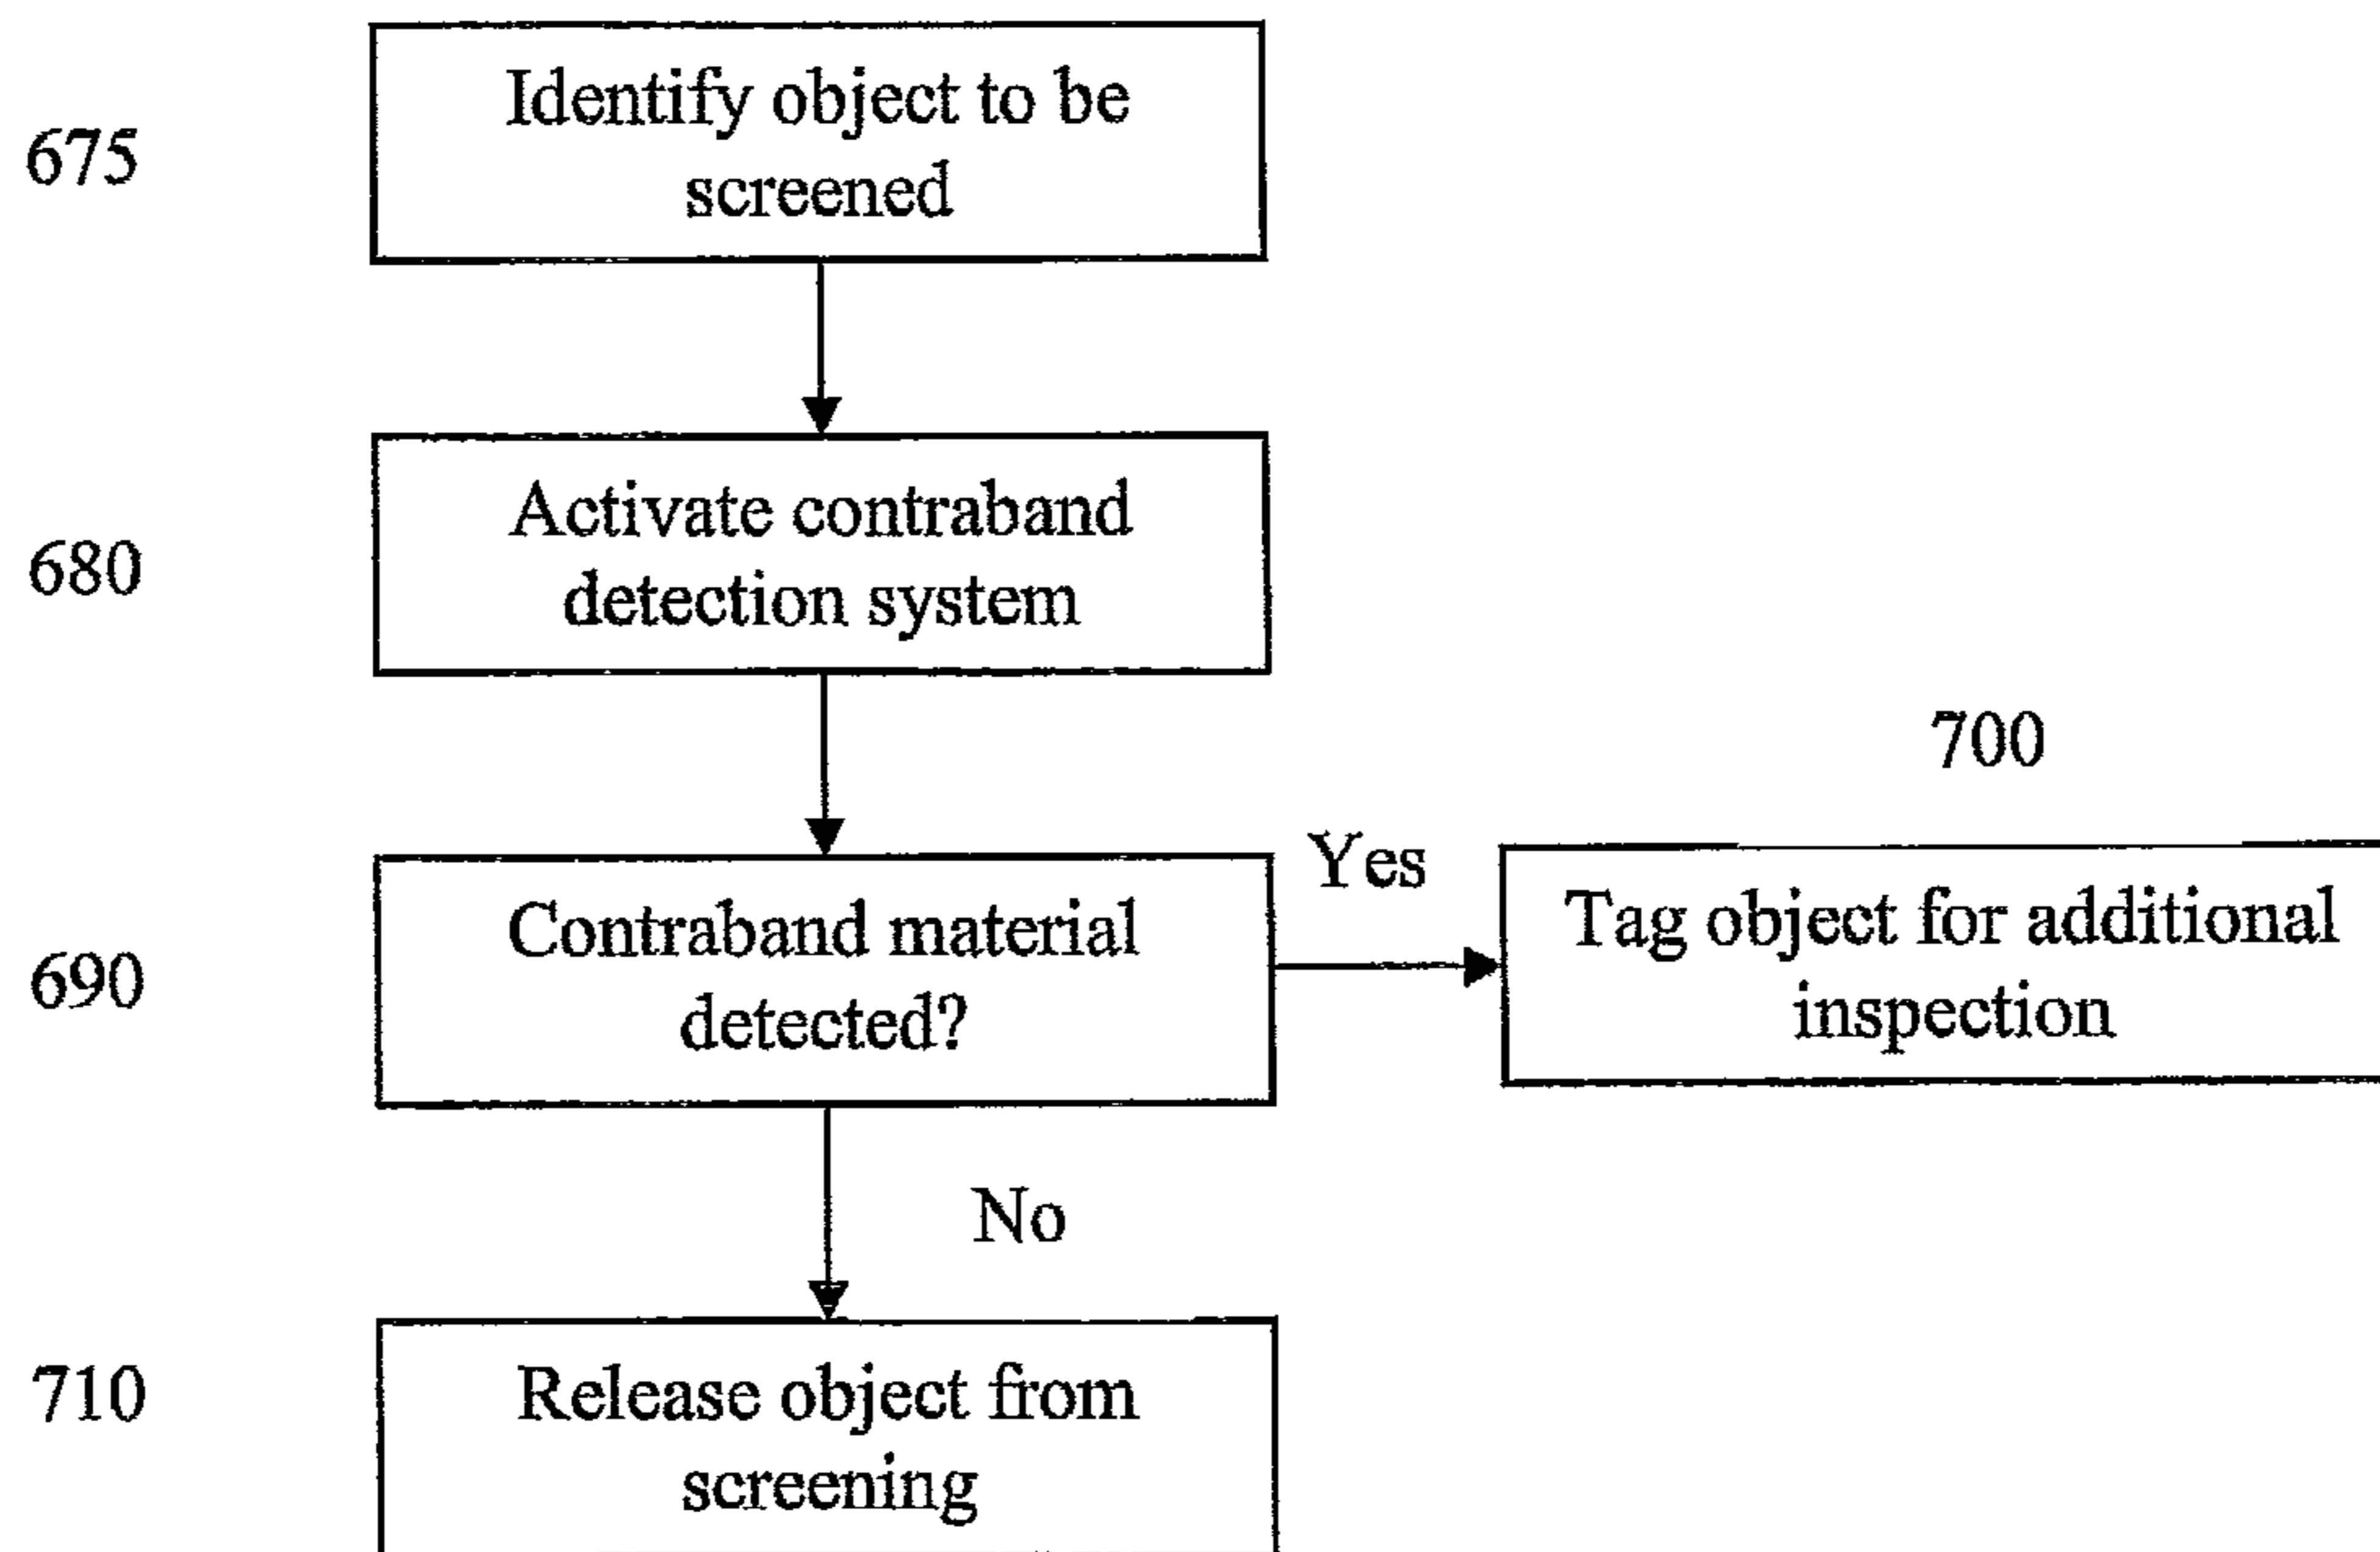 675
Identify object to be
screened
680
Activate contraband
detection system
690
Contraband material
detected?
Yes
700
Tag object for additional
inspection
No
710
Release object from
screening